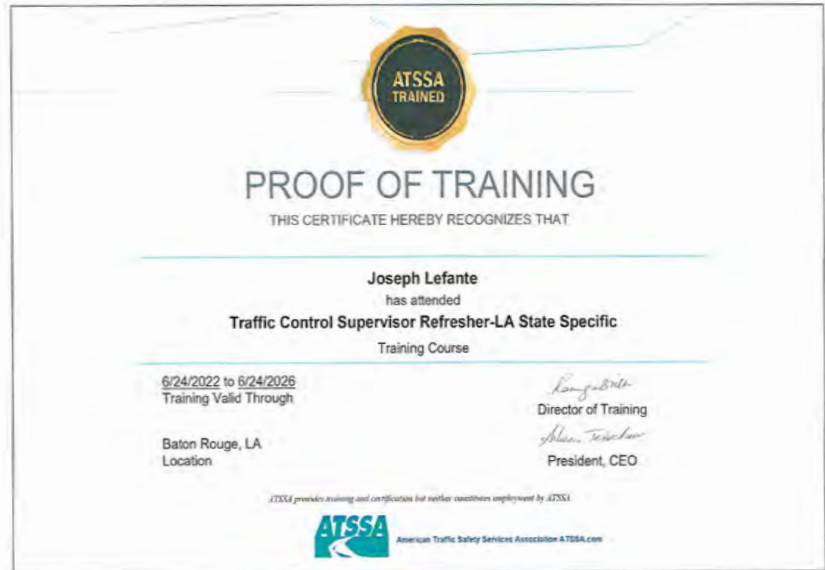 ATSSA
TRAINED
PROOF OF TRAINING
THIS CERTIFICATE HEREBY RECOGNIZES THAT
Joseph Lefante
has attended
Traffic Control Supervisor Refresher-LA State Specific
Training Course
6/24/2022 to 6/24/2026
Training Valid Through
Director of Training
Baton Rouge, LA
Location
President, CEO
ATSSA provides training and certification but neither constitutes employment by ATSSA.
ATSSA
American Traffic Safety Services Association ATSSA.com